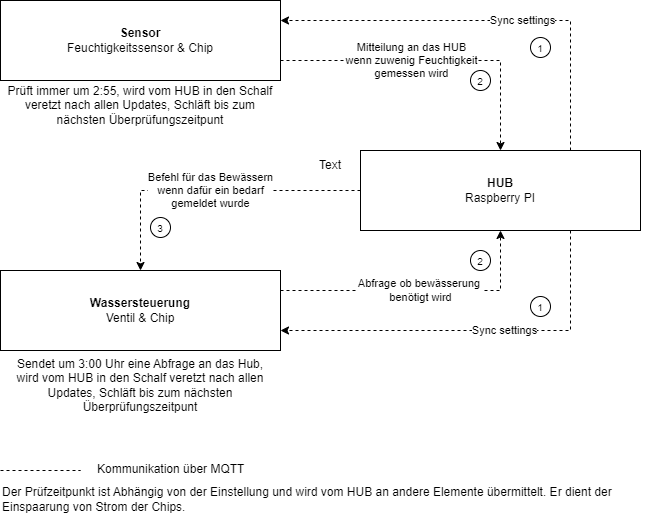 Sensor
Feuchtigkeitssensor & Chip
Prüft immer um 2:55, wird vom HUB in den Schalf
veretzt nach allen Updates, Schläft bis zum
nächsten Überprüfungszeitpunt
Sync settings
1
Mitteilung an das HUB
wenn zuwenig Feuchtigkeit
gemessen wird
2
Text
HUB
Raspberry PI
Befehl für das Bewässern
wenn dafür ein bedarf
gemeldet wurde
3
2
Abfrage ob bewässerung
benötigt wird
1
Sync settings
Wassersteuerung
Ventil & Chip
Sendet um 3:00 Uhr eine Abfrage an das Hub,
wird vom HUB in den Schalf veretzt nach allen
Updates, Schläft bis zum nächsten
Überprüfungszeitpunt
Kommunikation über MQTT
Der Prüfzeitpunkt ist Abhängig von der Einstellung und wird vom HUB an andere Elemente übermittelt. Er dient der
Einspaarung von Strom der Chips.